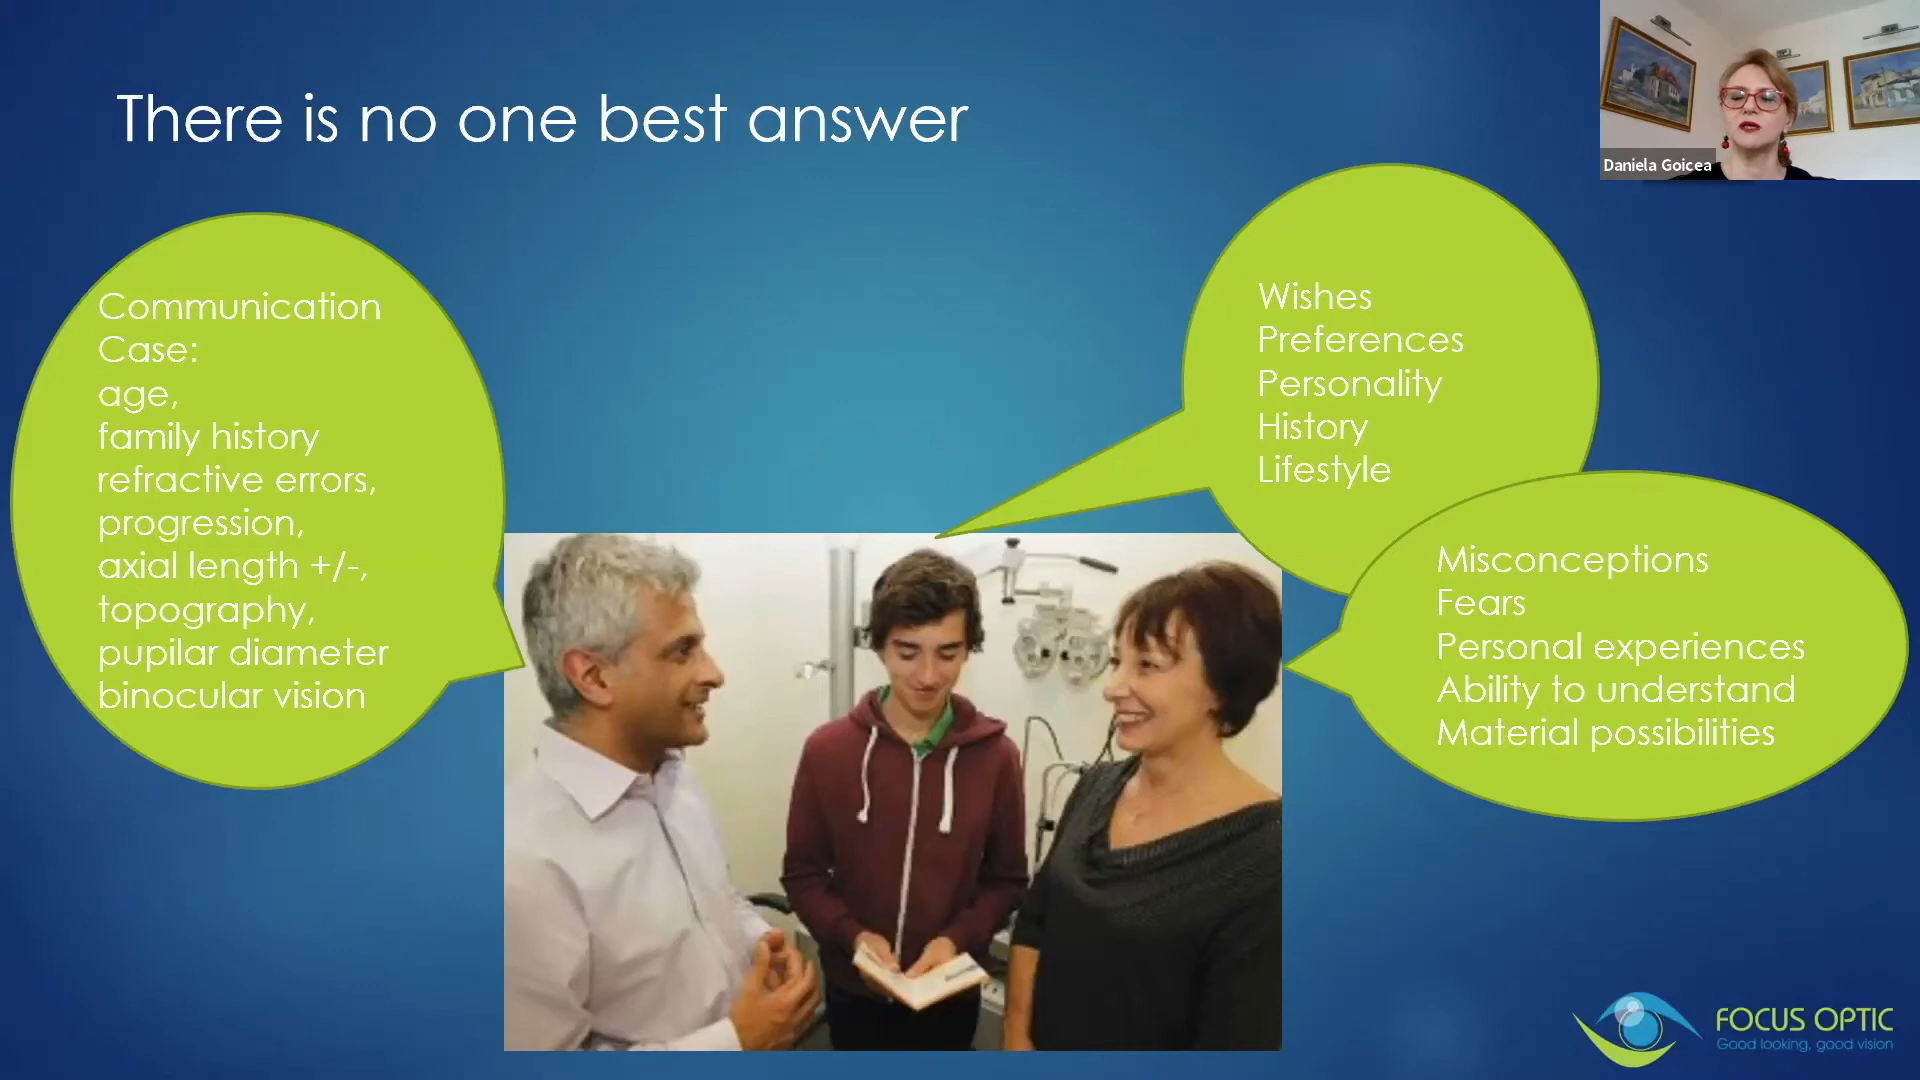 There is no one best answer
Daniela Goicea
Communication
Case:
age,
family history
refractive errors,
progression,
axial length +/-,
topography,
pupilar diameter
binocular vision
Wishes
Preferences
Personality
History
Lifestyle
Misconceptions
Fears
Personal experiences
Ability to understand
Material possibilities
FOCUS OPTIC
Good looking, good vision